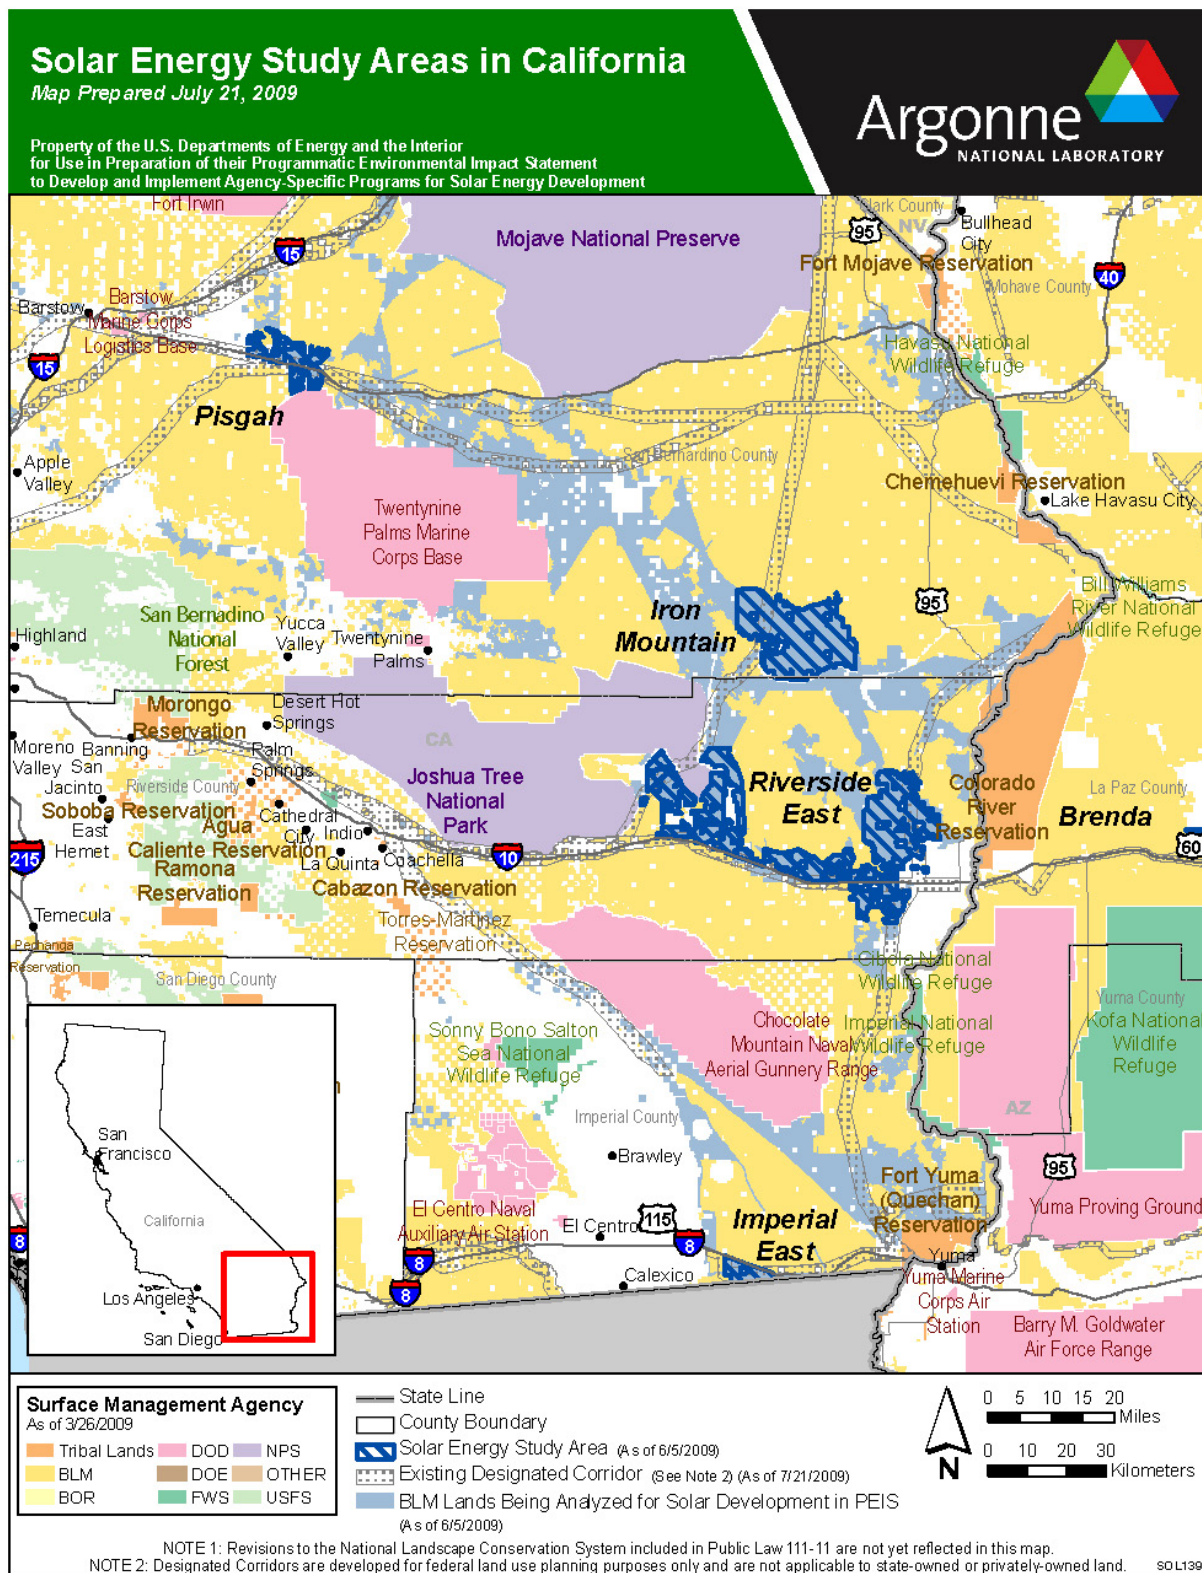 Solar Energy Study Areas in California
Map Prepared July 21, 2009
Property of the U.S. Departments of Energy and the Interior
for Use in Preparation of their Programmatic Environmental Impact Statement
to Develop and Implement Agency-Specific Programs for Solar Energy Development
Argonne
NATIONAL LABORATORY
Fort Irwin
Clark County
NV
95
Bullhead
City
15
Mojave National Preserve
Fort Mojave Reservation
40
Mohave County
Barstow
Barstow
Marine Corps
Logistics Base
15
Havasu National
Wildlife Refuge
Pisgah
San Bernardino County
Apple
Valley
Chemehuevi Reservation
Lake Havasu City
Twentynine
Palms Marine
Corps Base
Bill Williams
River National
Wildlife Refuge
95
Iron
Mountain
San Bernadino
National
Forest
Highland
Yucca
Valley
Twentynine
Palms
Morongo
Reservation
Desert Hot
Springs
CA
Moreno
Valley
Banning
San
Jacinto
Palm
Springs
Riverside County
Joshua Tree
National
Park
Riverside
East
Colorado
River
Reservation
La Paz County
Brenda
Soboba Reservation
East
Hemet
Agua
Caliente Reservation
Cathedral
City
Indio
La Quinta
Coachella
10
60
215
Ramona
Reservation
Cabazon Reservation
Temecula
Torres-Martinez
Reservation
Pechanga
Reservation
San Diego County
Cibola National
Wildlife Refuge
Sonny Bono Salton
Sea National
Wildlife Refuge
Chocolate
Mountain Naval
Aerial Gunnery Range
Imperial National
Wildlife Refuge
Yuma County
Kofa National
Wildlife
Refuge
AZ
n
Imperial County
Brawley
San
Francisco
California
Los Angeles
San Diego
95
Fort Yuma
(Quechan)
Reservation
Yuma Proving Ground
El Centro Naval
Auxiliary Air Station
El Centro
115
8
Imperial
East
8
8
8
Calexico
Yuma
Yuma Marine
Corps Air
Station
Barry M. Goldwater
Air Force Range
Surface Management Agency
As of 3/26/2009
Tribal Lands
DOD
NPS
BLM
DOE
OTHER
BOR
FWS
USFS
State Line
County Boundary
Solar Energy Study Area (As of 6/5/2009)
Existing Designated Corridor (See Note 2) (As of 7/21/2009)
BLM Lands Being Analyzed for Solar Development in PEIS
(As of 6/5/2009)
N
0 5 10 15 20
Miles
0 10 20 30
Kilometers
NOTE 1: Revisions to the National Landscape Conservation System included in Public Law 111-11 are not yet reflected in this map.
NOTE 2: Designated Corridors are developed for federal land use planning purposes only and are not applicable to state-owned or privately-owned land.
SOL139